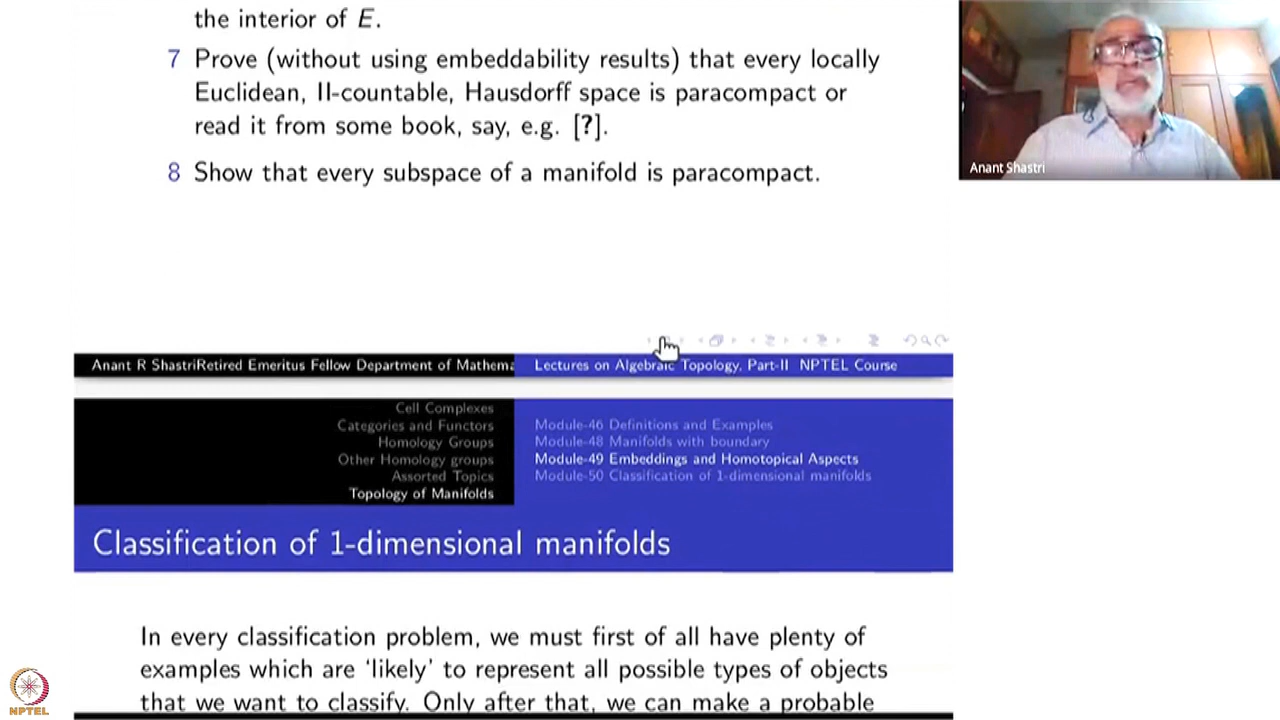 the interior of E.
7 Prove (without using embeddability results) that every locally
Euclidean, II-countable, Hausdorff space is paracompact or
read it from some book, say, e.g. [?].
8 Show that every subspace of a manifold is paracompact.
Anant Shastri
Anant R ShastriRetired Emeritus Fellow Department of Mathema
Lectures on Algebraic Topology, Part-II NPTEL Course
Cell Complexes
Categories and Functors
Homology Groups
Other Homology groups
Assorted Topics
Topology of Manifolds
Module-46 Definitions and Examples
Module-48 Manifolds with boundary
Module-49 Embeddings and Homotopical Aspects
Module-50 Classification of 1-dimensional manifolds
Classification of 1-dimensional manifolds
In every classification problem, we must first of all have plenty of
examples which are ‘likely’ to represent all possible types of objects
that we want to classify. Only after that, we can make a probable
NPTEL